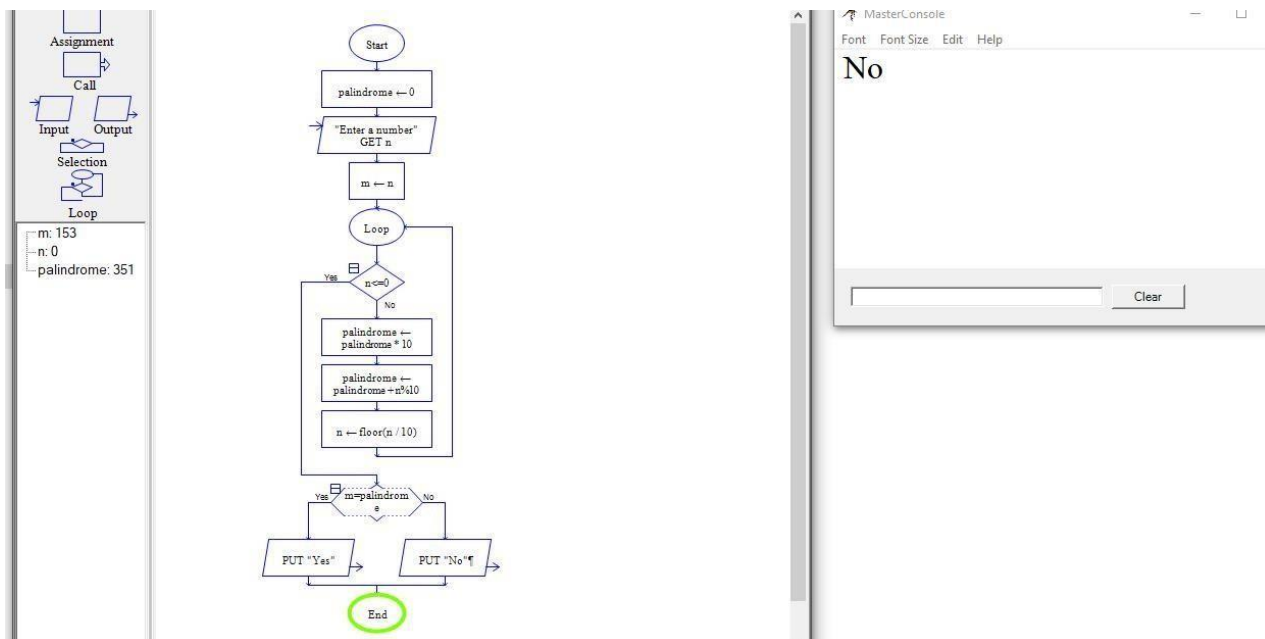 Assignment
Call
Input Output
Selection
Loop
m: 153
n: 0
palindrome: 351
Start
palindrome ← 0
"Enter a number"
GET n
m ← n
Loop
Yes
n<=0
No
palindrome ←
palindrome * 10
palindrome ←
palindrome+n%10
n ← floor(n / 10)
Yes
m=palindrom
e
No
PUT "Yes"
PUT "No"¶
End
MasterConsole
Font Font Size Edit Help
No
Clear